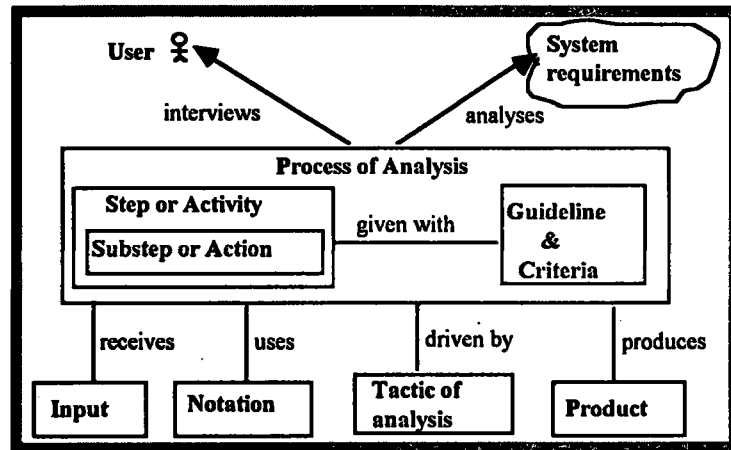 User
System
requirements
interviews
analyses
Process of Analysis
Step or Activity
Substep or Action
given with
Guideline
&
Criteria
receives
uses
driven by
produces
Input
Notation
Tactic of
analysis
Product